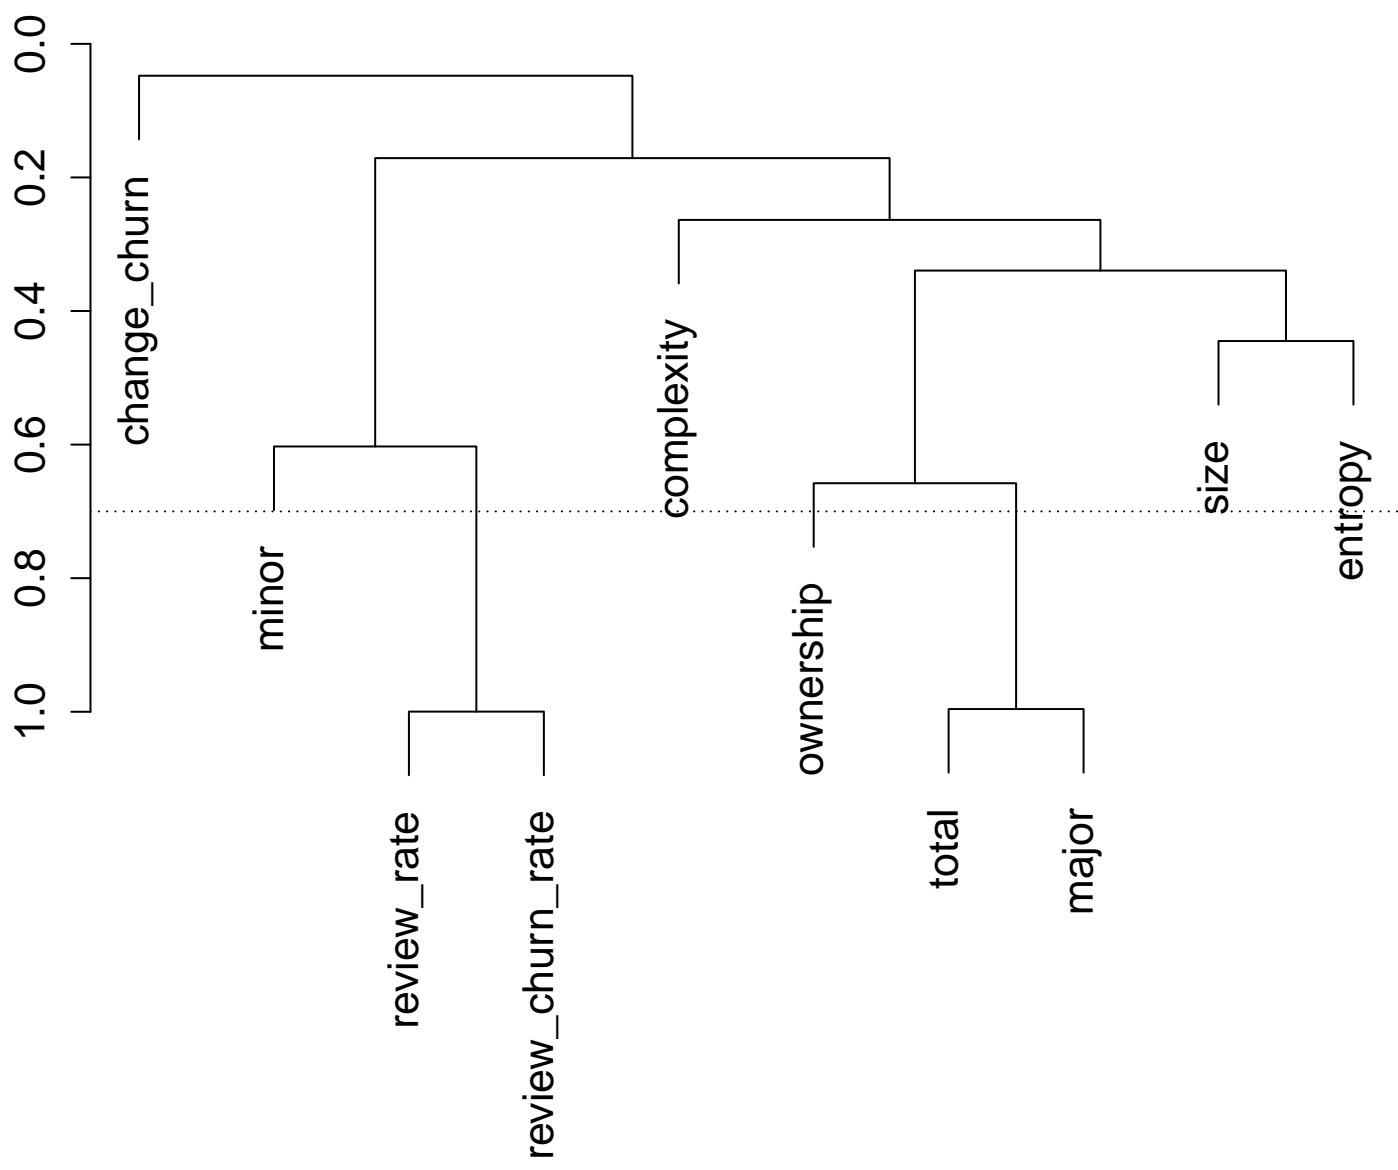 0.0
0.2
0.4
0.6
0.8
1.0
change_churn
minor
review_rate
review_churn_rate
complexity
ownership
total
major
size
entropy